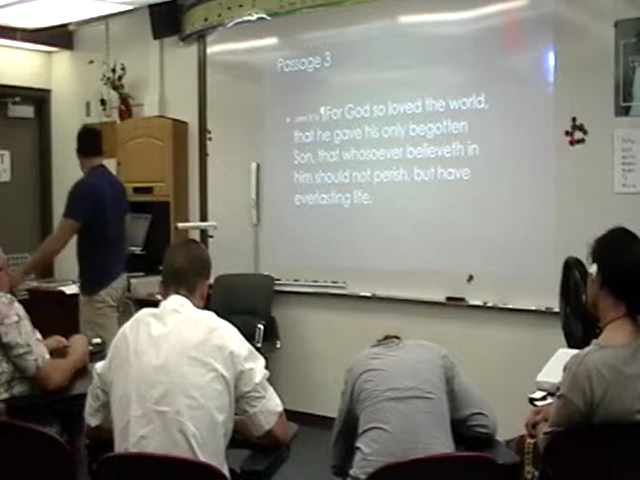 Passage 3
¶For God so loved the world,
that he gave his only begotten
Son, that whosoever believeth in
him should not perish, but have
everlasting life.